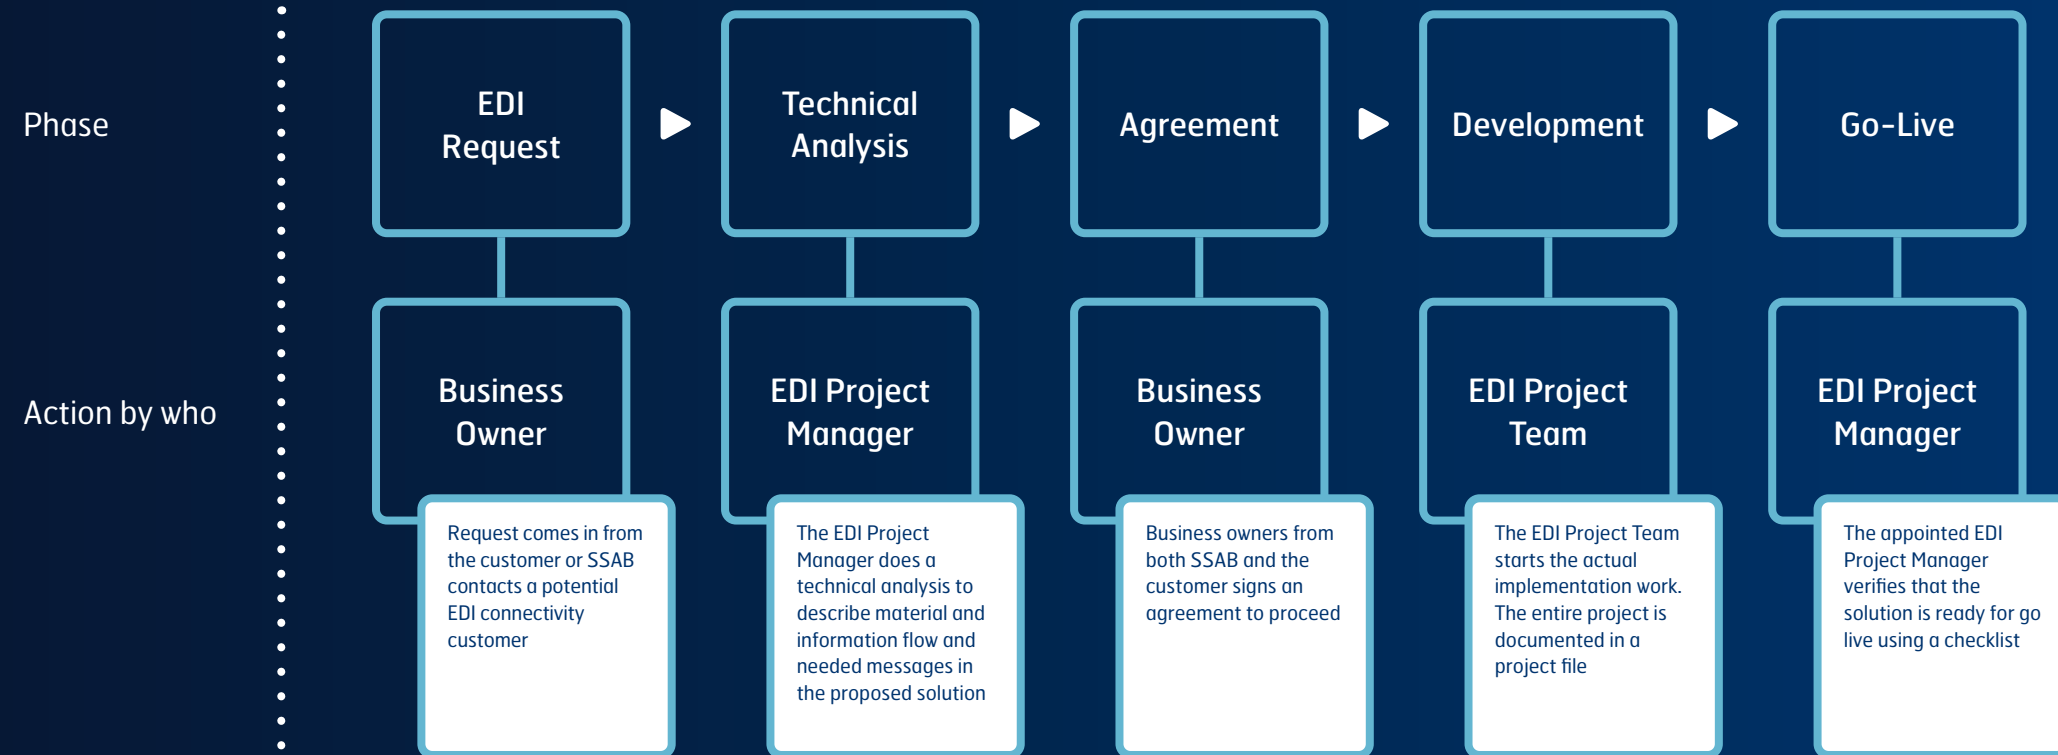 Phase
EDI
Request
Technical
Analysis
Agreement
Development
Go-Live
Action by who
Business
Owner
EDI Project
Manager
Business
Owner
EDI Project
Team
EDI Project
Manager
Request comes in from
the customer or SSAB
contacts a potential
EDI connectivity
customer
The EDI Project
Manager does a
technical analysis to
describe material and
information flow and
needed messages in
the proposed solution
Business owners from
both SSAB and the
customer signs an
agreement to proceed
The EDI Project Team
starts the actual
implementation work.
The entire project is
documented in a
project file
The appointed EDI
Project Manager
verifies that the
solution is ready for go
live using a checklist